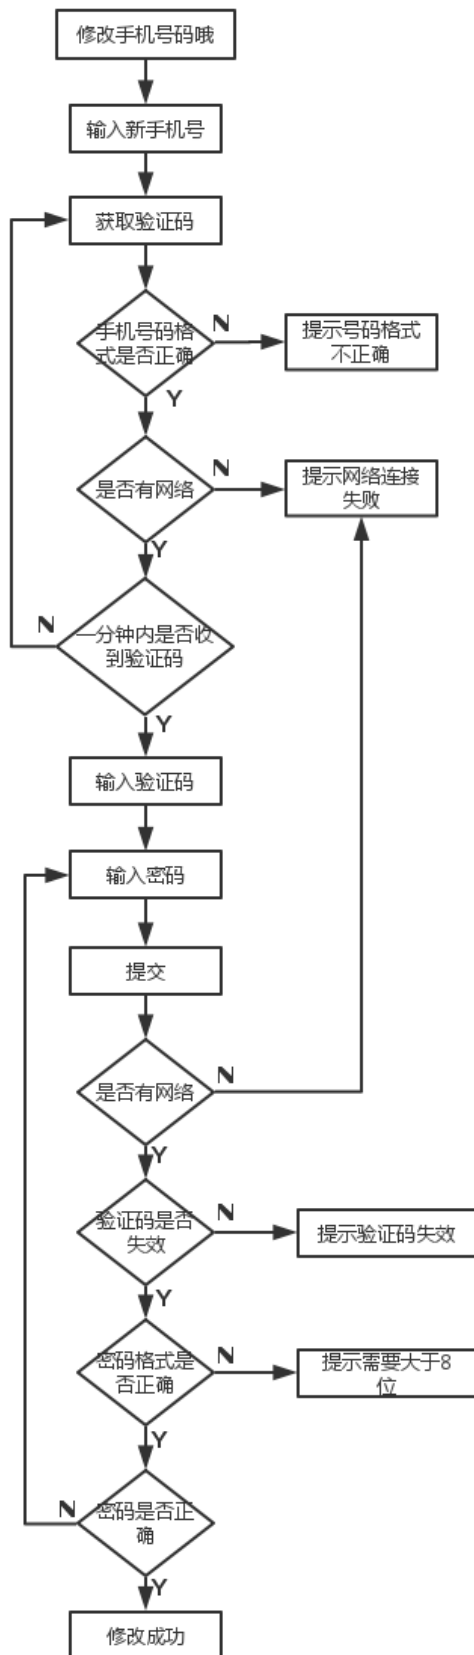 修改手机号码哦
输入新手机号
获取验证码
手机号码格
式是否正确
N
提示号码格式
不正确
Y
是否有网络
N
提示网络连接
失败
Y
一分钟内是否收
到验证码
N
Y
输入验证码
输入密码
提交
是否有网络
N
Y
验证码是否
失效
N
提示验证码失效
Y
密码格式是
否正确
N
提示需要大于8
位
Y
密码是否正
确
N
Y
修改成功